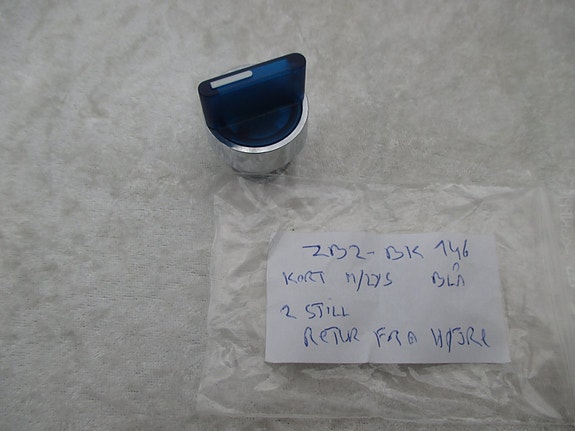 ZB2-BK 146
KORT M/LYS BLÅ
2 STILL
RETUR FRA HØJRE